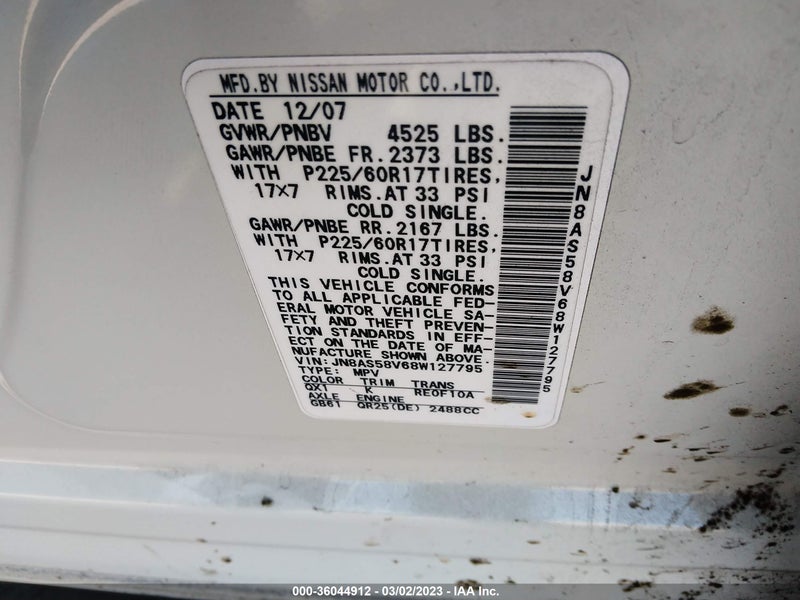 MFD.BY NISSAN MOTOR CO.,LTD.
DATE 12/07
GVWR/PNBV 4525 LBS.
GAWR/PNBE FR.2373 LBS.
WITH P225/60R17TIRES,
17X7 RIMS.AT 33 PSI
COLD SINGLE.
GAWR/PNBE RR.2167 LBS.
WITH P225/60R17TIRES,
17X7 RIMS.AT 33 PSI
COLD SINGLE.
THIS VEHICLE CONFORMS
TO ALL APPLICABLE FED-
ERAL MOTOR VEHICLE SA-
FETY AND THEFT PREVEN-
TION STANDARDS IN EFF-
ECT ON THE DATE OF MA-
NUFACTURE SHOWN ABOVE.
VIN:JN8AS58V68W127795
TYPE: MPV
COLOR TRIM TRANS
QX1 K RE0F10A
AXLE ENGINE
GB61 QR25(DE) 2488CC
JN8AS58V68W127795
000-36044912 - 03/02/2023 - IAA Inc.